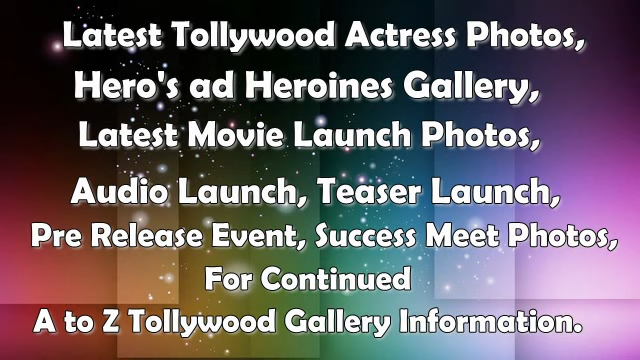 Latest Tollywood Actress Photos,
Hero's ad Heroines Gallery,
Latest Movie Launch Photos,
Audio Launch, Teaser Launch,
Pre Release Event, Success Meet Photos,
For Continued
A to Z Tollywood Gallery Information.